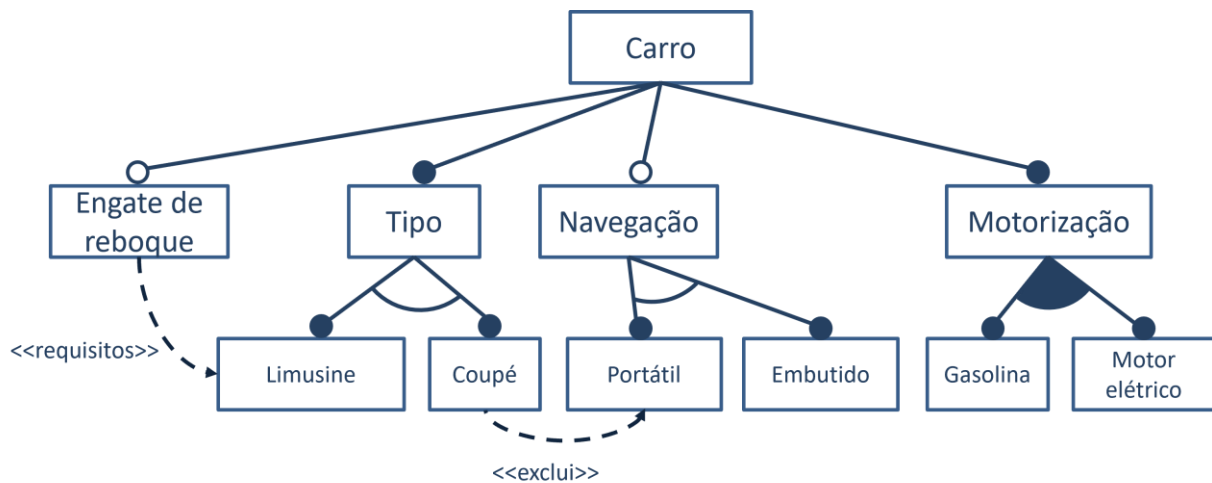 Carro
Engate de
reboque
Tipo
Navegação
Motorização
<<requisitos>>
Limusine
Coupé
Portátil
Embutido
Gasolina
Motor
elétrico
<<exclui>>